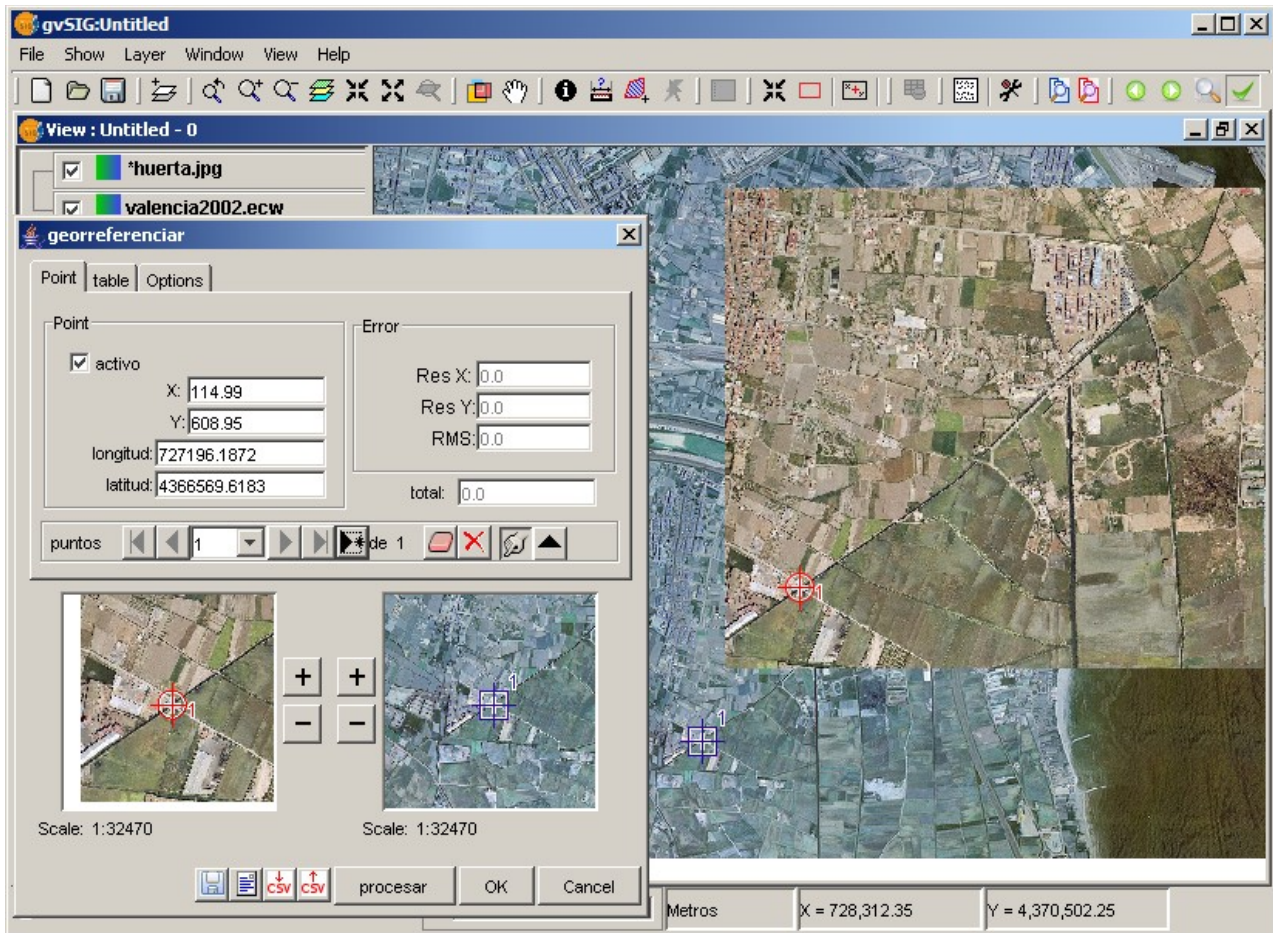 gvSIG:Untitled
File Show Layer Window View Help
View : Untitled - 0
*huerta.jpg
valencia2002.ecw
georreferenciar
Point table Options
Point
activo
X: 114.99
Y: 608.95
longitud: 727196.1872
latitud: 4366569.6183
Error
Res X: 0.0
Res Y: 0.0
RMS: 0.0
total: 0.0
puntos 1 de 1
1
1
1
1
+ +
- -
Scale: 1:32470 Scale: 1:32470
CSV CSV procesar OK Cancel
Metros X = 728,312.35 Y = 4,370,502.25